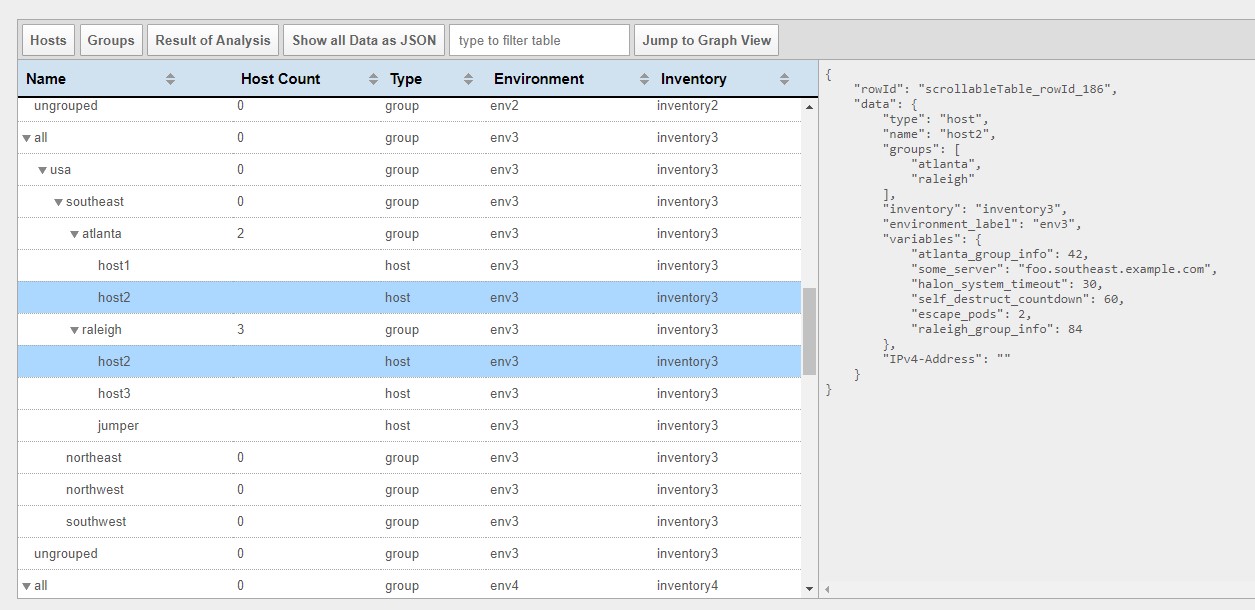 Hosts Groups Result of Analysis Show all Data as JSON type to filter table Jump to Graph View
Name Host Count Type Environment Inventory
ungrouped 0 group env2 inventory2
all 0 group env3 inventory3
usa 0 group env3 inventory3
southeast 0 group env3 inventory3
atlanta 2 group env3 inventory3
host1 host env3 inventory3
host2 host env3 inventory3
raleigh 3 group env3 inventory3
host2 host env3 inventory3
host3 host env3 inventory3
jumper host env3 inventory3
northeast 0 group env3 inventory3
northwest 0 group env3 inventory3
southwest 0 group env3 inventory3
ungrouped 0 group env3 inventory3
all 0 group env4 inventory4
{
"rowId": "scrollableTable_rowId_186",
"data": {
"type": "host",
"name": "host2",
"groups": [
"atlanta",
"raleigh"
],
"inventory": "inventory3",
"environment_label": "env3",
"variables": {
"atlanta_group_info": 42,
"some_server": "foo.southeast.example.com",
"halon_system_timeout": 30,
"self_destruct_countdown": 60,
"escape_pods": 2,
"raleigh_group_info": 84
},
"IPv4-Address": ""
}
}